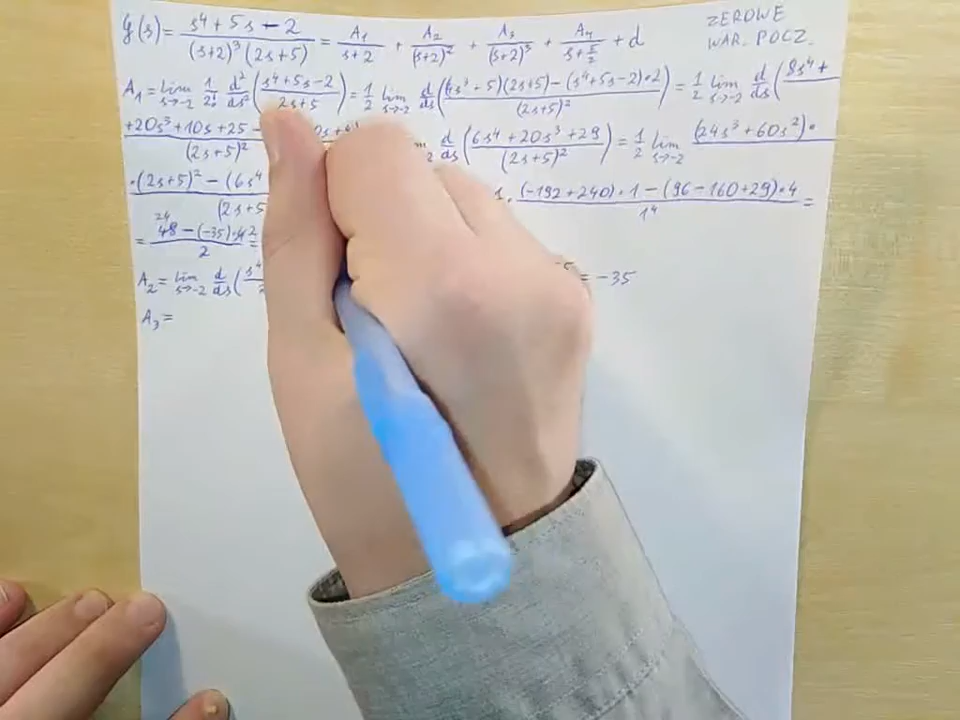 g(s) = (s⁴ + 5s − 2)/((s+2)³(2s+5)) = A₁/(s+2) + A₂/(s+2)² + A₃/(s+2)³ + A₄/(s+5/2) + d
ZEROWE
WAR. POCZ.
A₁ = lim s→−2 1/2! d²/ds² ((s⁴+5s−2)/(2s+5)) = 1/2 lim s→−2 d/ds (((4s³+5)(2s+5) − (s⁴+5s−2)·2)/(2s+5)²) = 1/2 lim s→−2 d/ds ((8s⁴ +
+20s³+10s+25 − /(2s+5)² d/ds ((6s⁴ + 20s³ + 29)/(2s+5)²) = 1/2 lim s→−2 (24s³ + 60s²)·
·(2s+5)² − (6s⁴ /(2s+5 (−192+240)·1 − (96−160+29)·4/1⁴ =
= 48 − (−35)·4/2 =
A₂ = lim s→−2 d/ds (s⁴ = −35
A₃ =